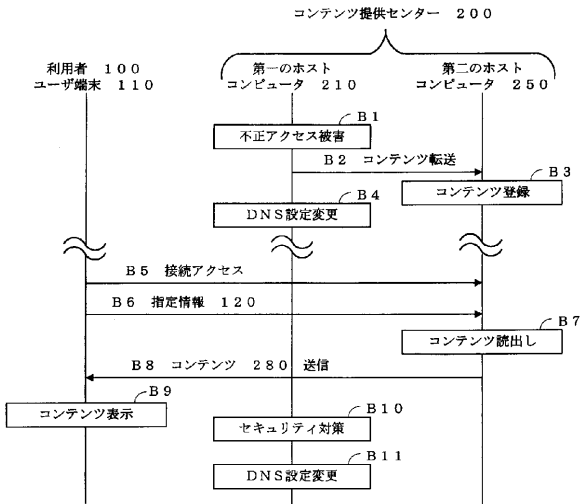 コンテンツ提供センター 200
利用者 100
ユーザ端末 110
第一のホスト
コンピュータ 210
第二のホスト
コンピュータ 250
B1
不正アクセス被害
B2 コンテンツ転送
B3
コンテンツ登録
B4
DNS設定変更
B5 接続アクセス
B6 指定情報 120
B7
コンテンツ読出し
B8 コンテンツ 280 送信
B9
コンテンツ表示
B10
セキュリティ対策
B11
DNS設定変更